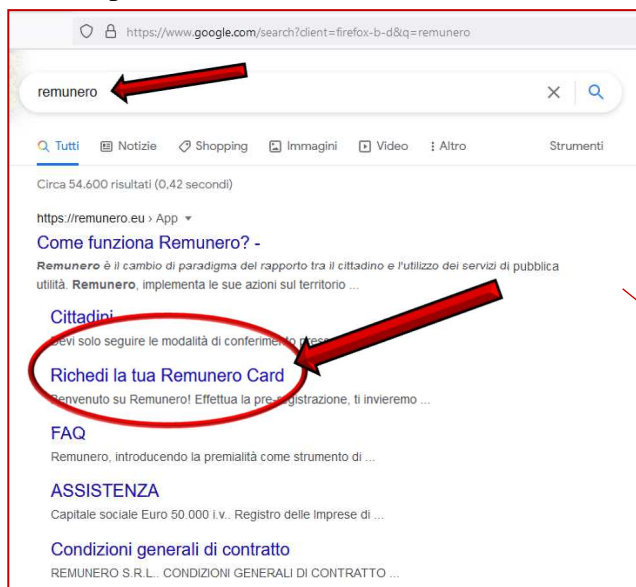 https://www.google.com/search?client=firefox-b-d&q=remunero
remunero
Tutti Notizie Shopping Immagini Video Altro Strumenti
Circa 54.600 risultati (0,42 secondi)
https://remunero.eu › App
Come funziona Remunero? -
Remunero è il cambio di paradigma del rapporto tra il cittadino e l'utilizzo dei servizi di pubblica
utilità. Remunero, implementa le sue azioni sul territorio ...
Cittadini
Devi solo seguire le modalità di conferimento
Richedi la tua Remunero Card
Benvenuto su Remunero! Effettua la pre-registrazione, ti invieremo ...
FAQ
Remunero, introducendo la premialità come strumento di ...
ASSISTENZA
Capitale sociale Euro 50.000 i.v.. Registro delle Imprese di ...
Condizioni generali di contratto
REMUNERO S.R.L.. CONDIZIONI GENERALI DI CONTRATTO ...